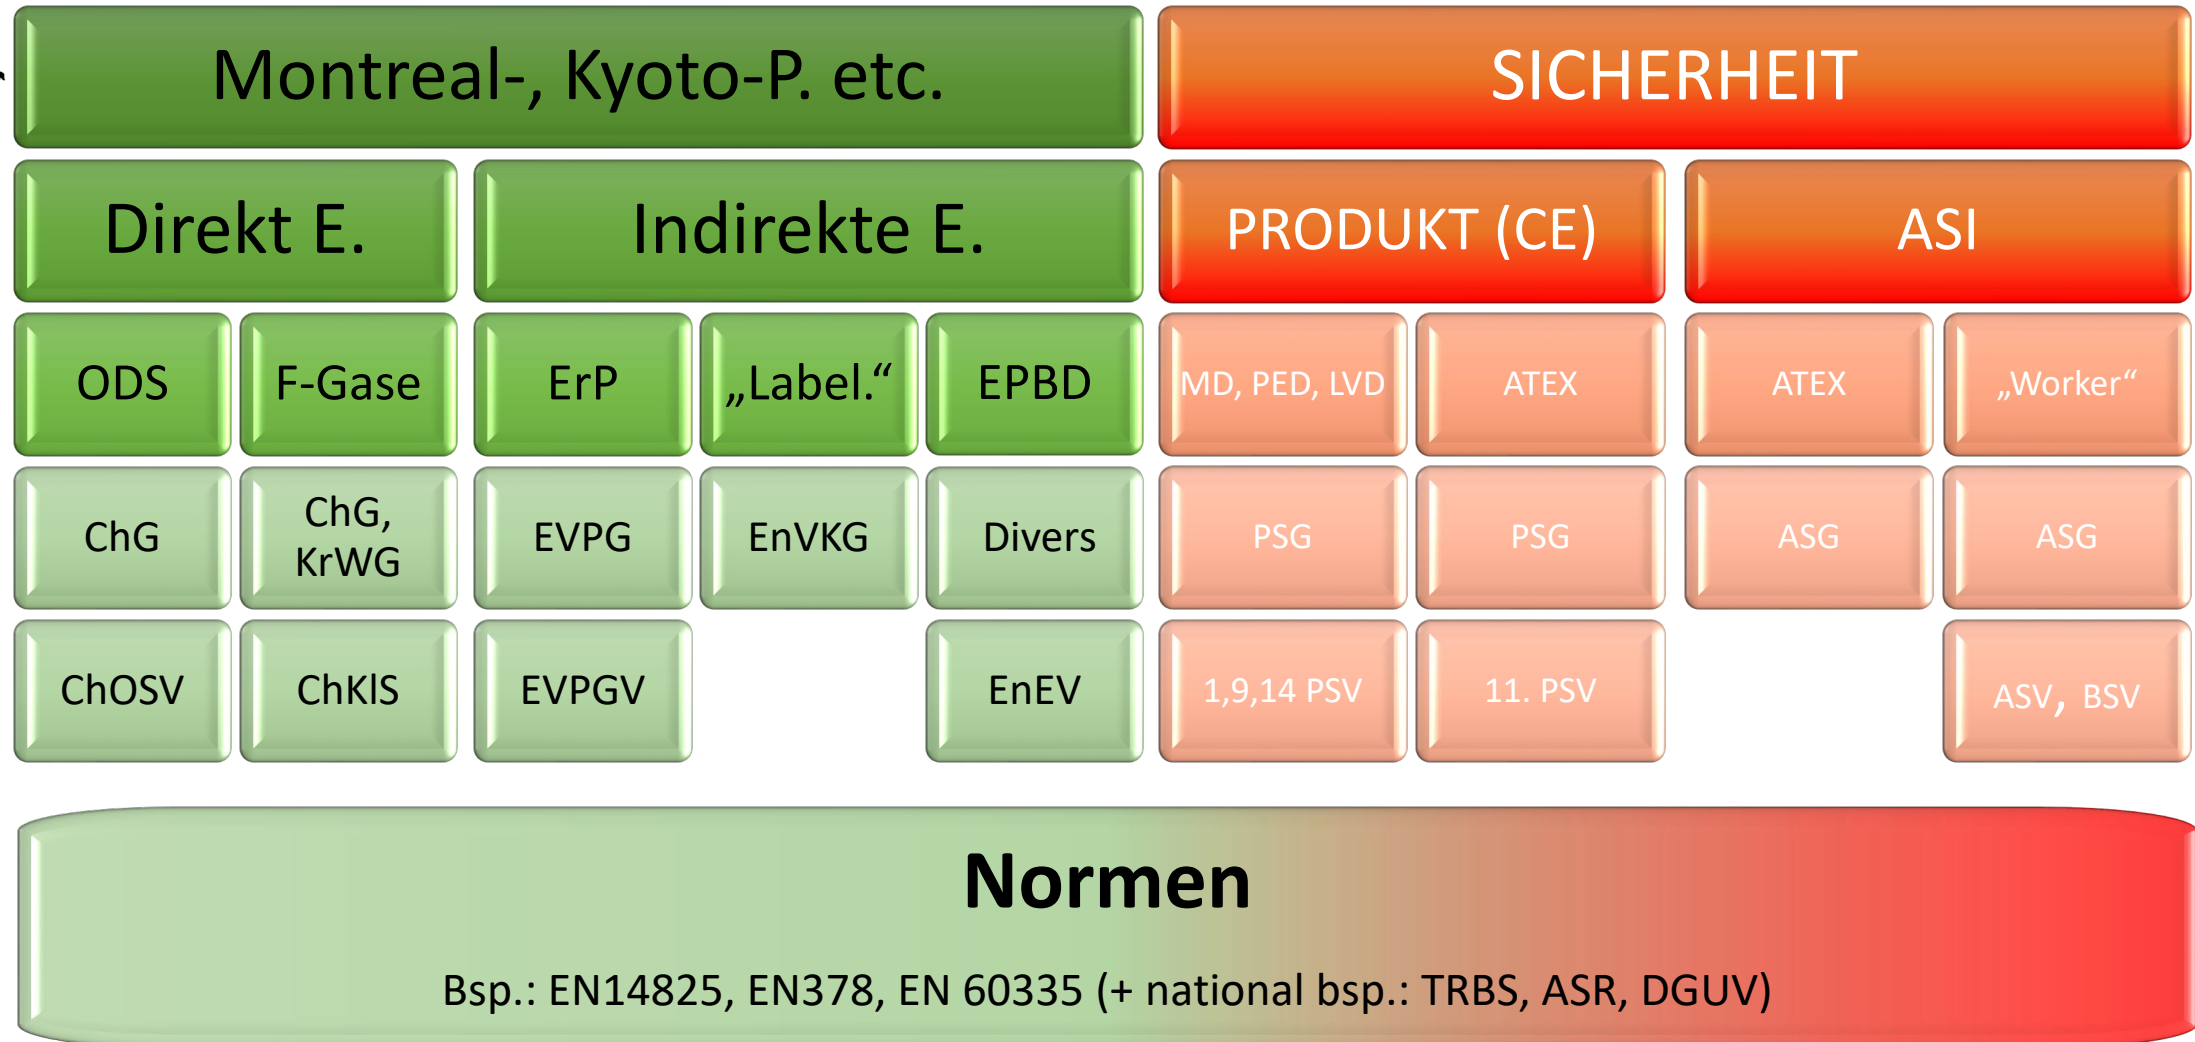 Montreal-, Kyoto-P. etc.
SICHERHEIT
Direkt E.
Indirekte E.
PRODUKT (CE)
ASI
ODS
F-Gase
ErP
„Label.“
EPBD
MD, PED, LVD
ATEX
ATEX
„Worker“
ChG
ChG,
KrWG
EVPG
EnVKG
Divers
PSG
PSG
ASG
ASG
ChOSV
ChKlS
EVPGV
EnEV
1,9,14 PSV
11. PSV
ASV, BSV
Normen
Bsp.: EN14825, EN378, EN 60335 (+ national bsp.: TRBS, ASR, DGUV)